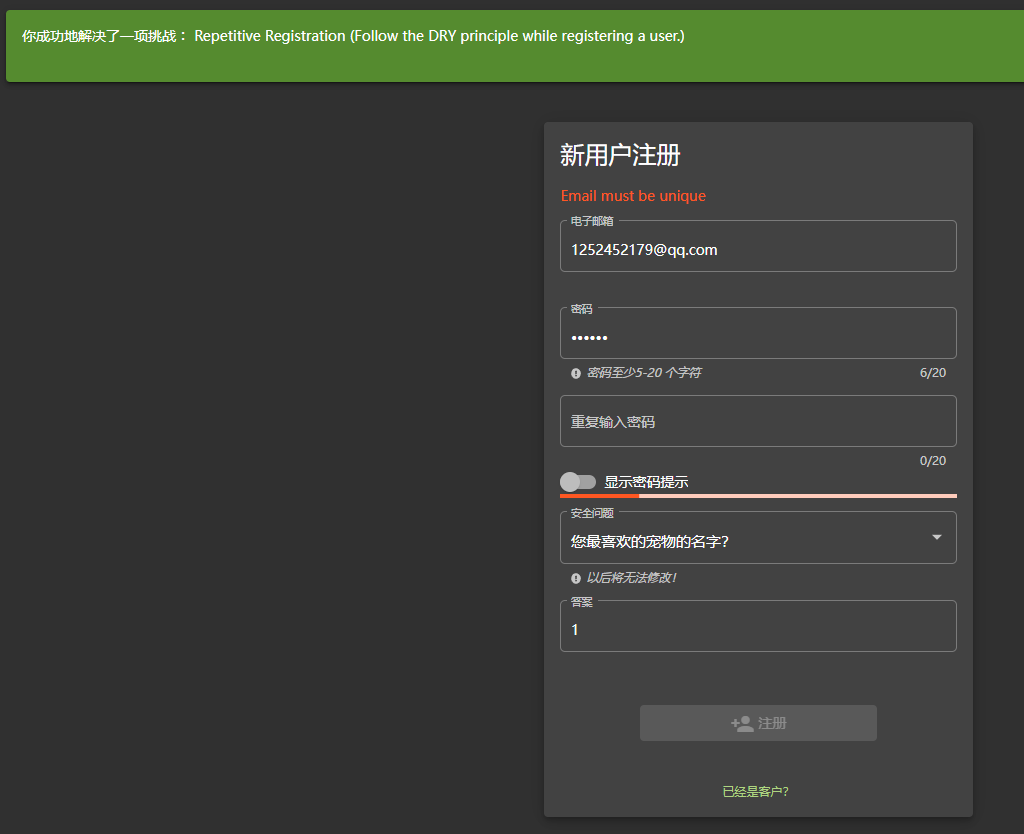 你成功地解决了一项挑战： Repetitive Registration (Follow the DRY principle while registering a user.)
新用户注册
Email must be unique
电子邮箱
1252452179@qq.com
密码
••••••
密码至少5-20 个字符 6/20
重复输入密码
0/20
显示密码提示
安全问题
您最喜欢的宠物的名字?
以后将无法修改！
答案
1
注册
已经是客户?